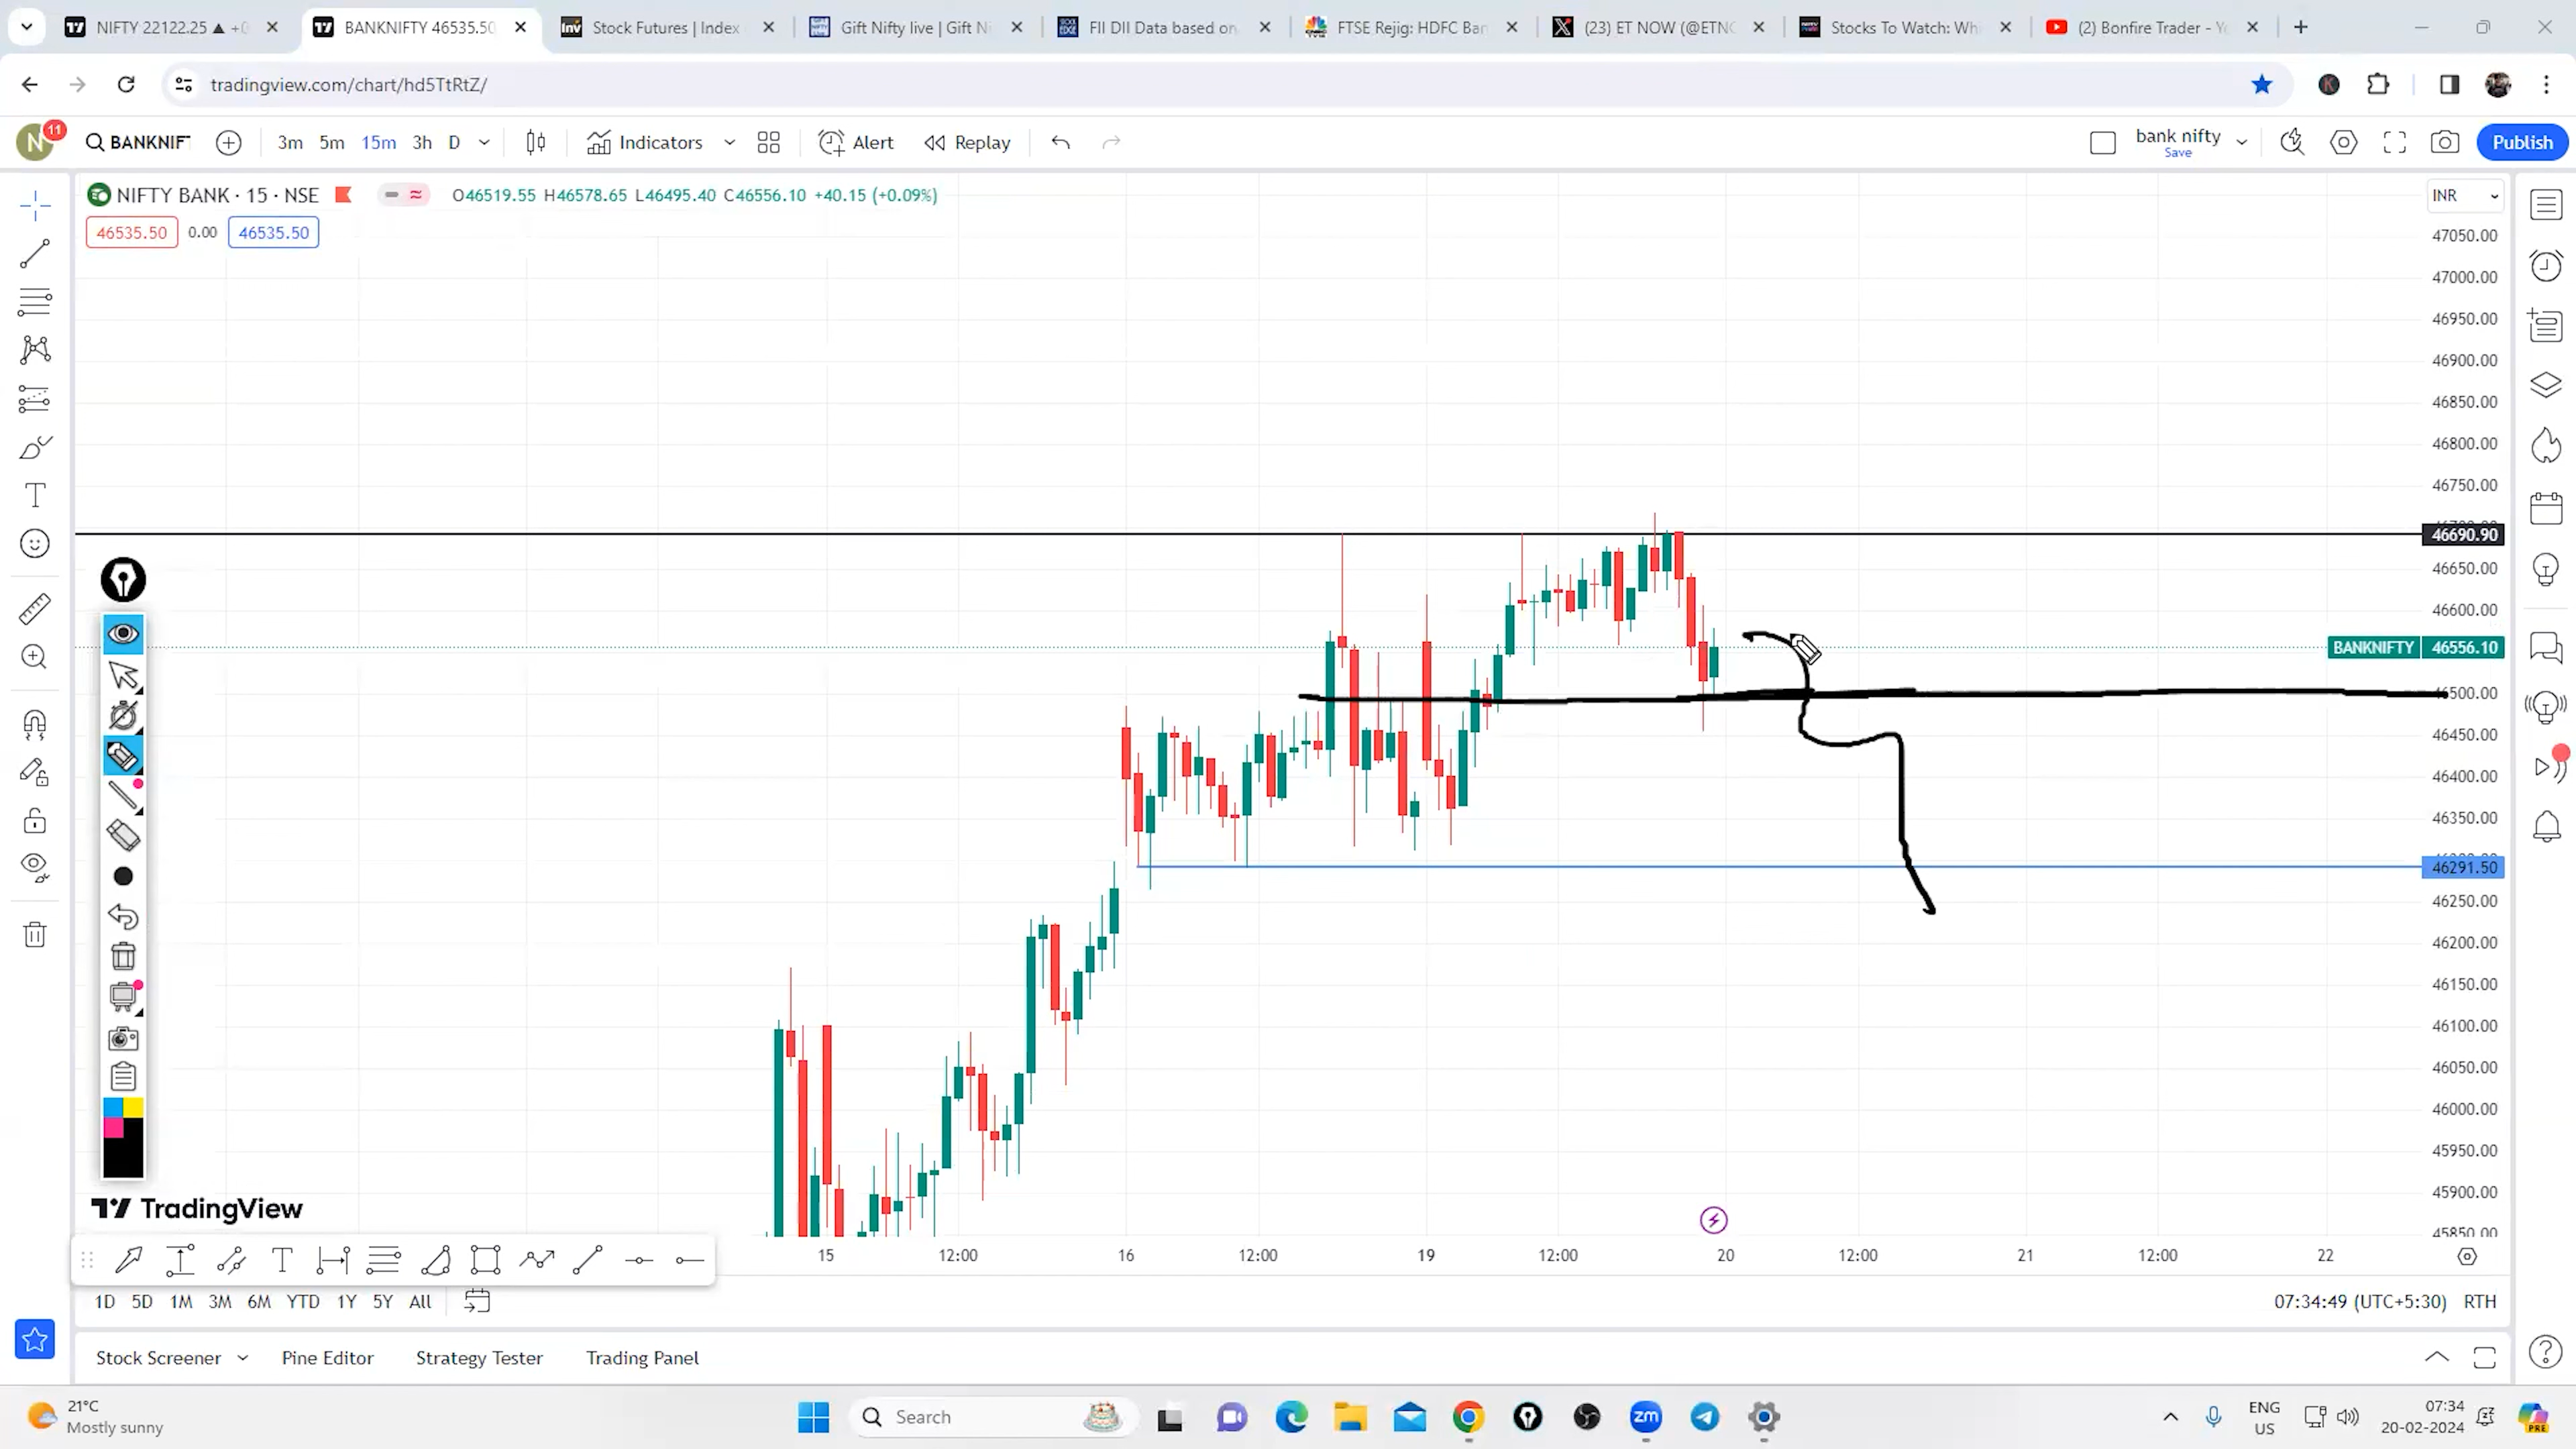 NIFTY 22122.25 ▲ +0
BANKNIFTY 46535.50
Stock Futures | Index
Gift Nifty live | Gift Ni
FII DII Data based on
FTSE Rejig: HDFC Ban
(23) ET NOW (@ETNO
Stocks To Watch: Whi
(2) Bonfire Trader - Yo
tradingview.com/chart/hd5TtRtZ/
N 11
BANKNIFT
3m 5m 15m 3h D
Indicators
Alert
Replay
bank nifty
Save
Publish
NIFTY BANK · 15 · NSE
O46519.55 H46578.65 L46495.40 C46556.10 +40.15 (+0.09%)
INR
46535.50 0.00 46535.50
47050.00
47000.00
46950.00
46900.00
46850.00
46800.00
46750.00
46690.90
46650.00
46600.00
BANKNIFTY 46556.10
46500.00
46450.00
46400.00
46350.00
46291.50
46250.00
46200.00
46150.00
46100.00
46050.00
46000.00
45950.00
45900.00
45850.00
TradingView
15 12:00 16 12:00 19 12:00 20 12:00 21 12:00 22
1D 5D 1M 3M 6M YTD 1Y 5Y All
07:34:49 (UTC+5:30) RTH
Stock Screener Pine Editor Strategy Tester Trading Panel
21°C
Mostly sunny
Search
zm
ENG
US
07:34
20-02-2024
PRE